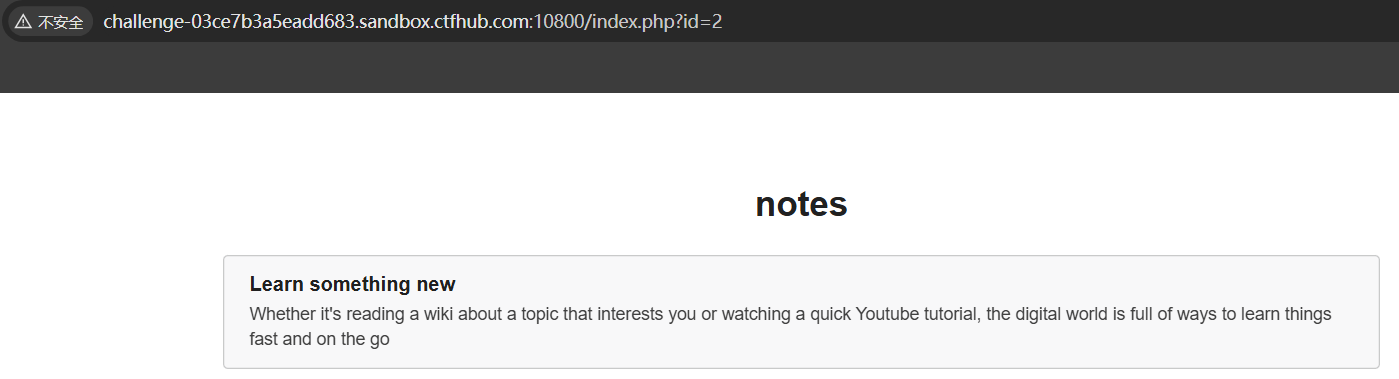 不安全 challenge-03ce7b3a5eadd683.sandbox.ctfhub.com:10800/index.php?id=2
notes
Learn something new
Whether it's reading a wiki about a topic that interests you or watching a quick Youtube tutorial, the digital world is full of ways to learn things
fast and on the go